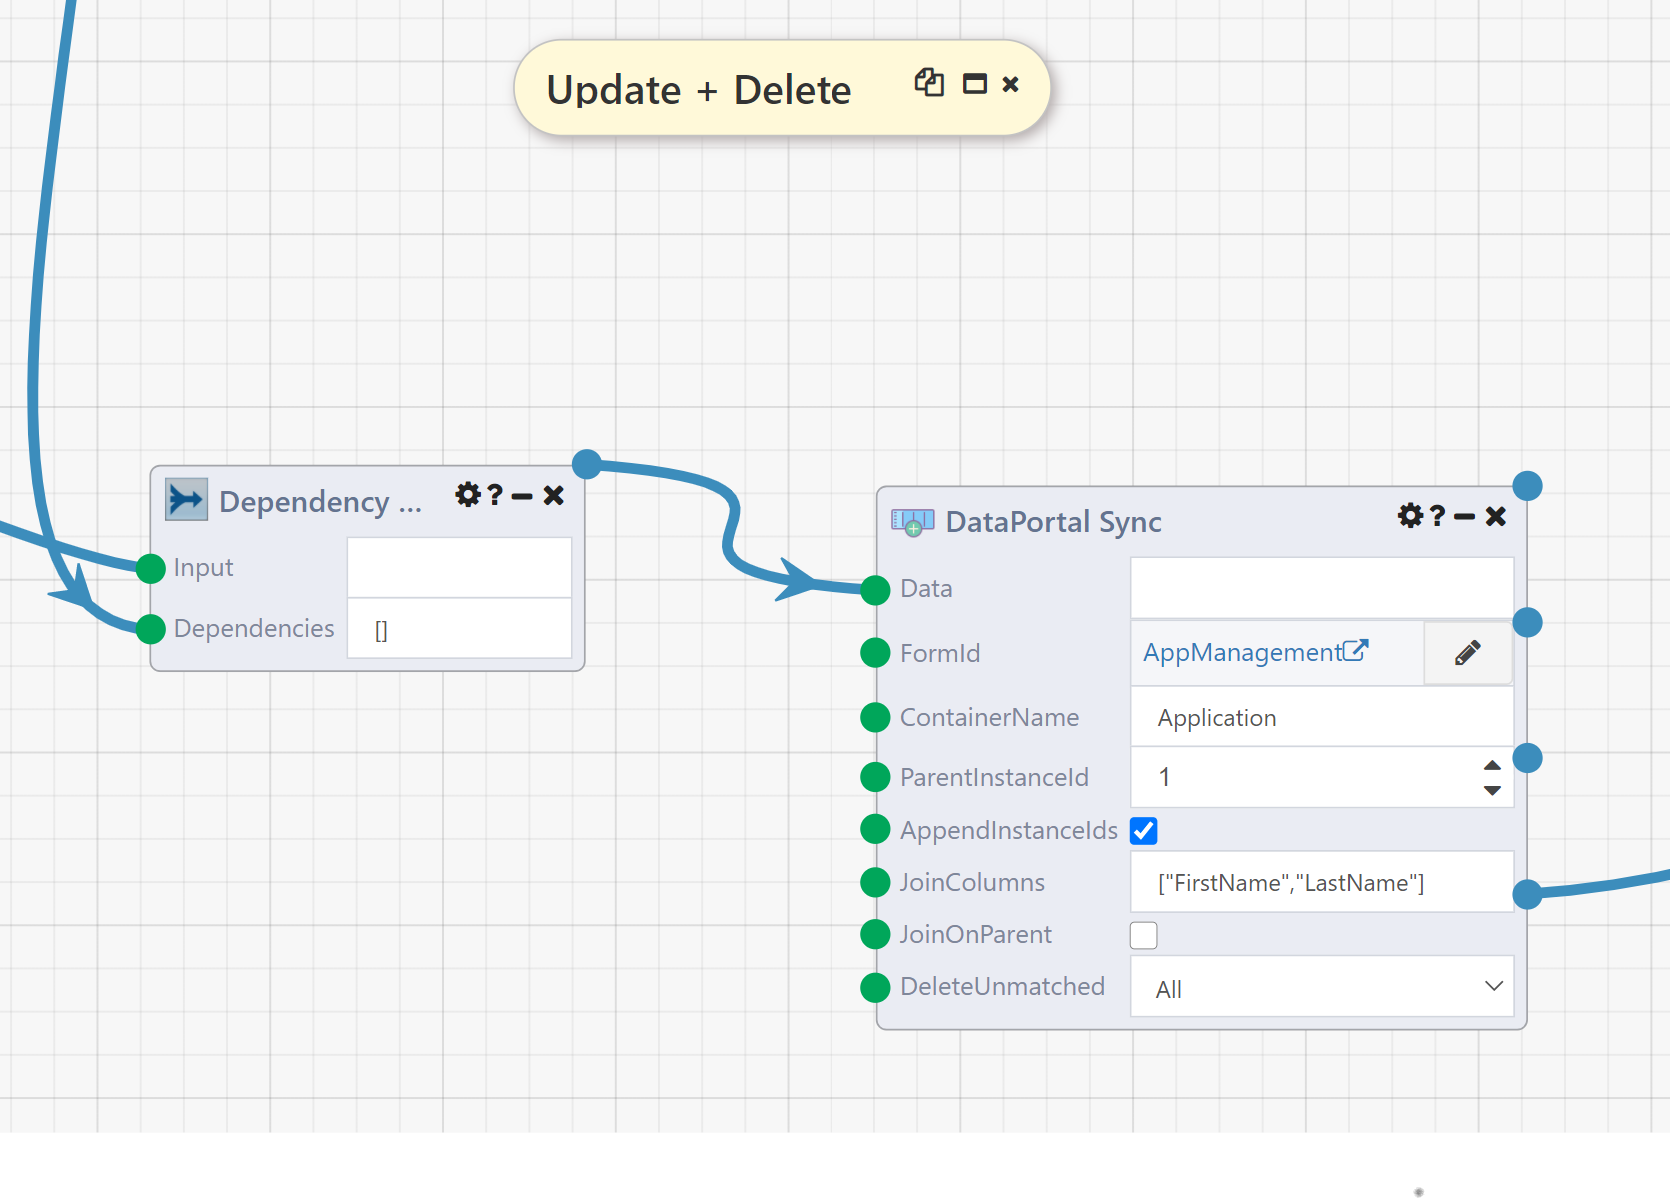 Update + Delete
Dependency ...
Input
Dependencies []
DataPortal Sync
Data
FormId AppManagement
ContainerName Application
ParentInstanceId 1
AppendInstanceIds
JoinColumns ["FirstName","LastName"]
JoinOnParent
DeleteUnmatched All